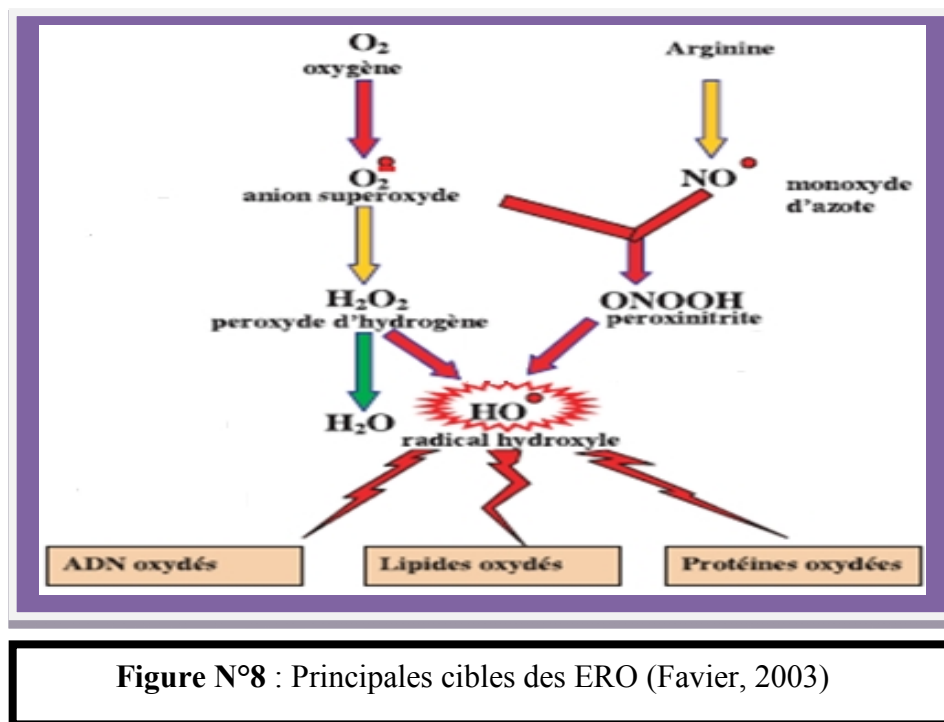 O₂
oxygène
Arginine
O₂
anion superoxyde
NO•
monoxyde
d'azote
H₂O₂
peroxyde d'hydrogène
ONOOH
peroxinitrite
H₂O
HO•
radical hydroxyle
ADN oxydés
Lipides oxydés
Protéines oxydées
Figure N°8 : Principales cibles des ERO (Favier, 2003)